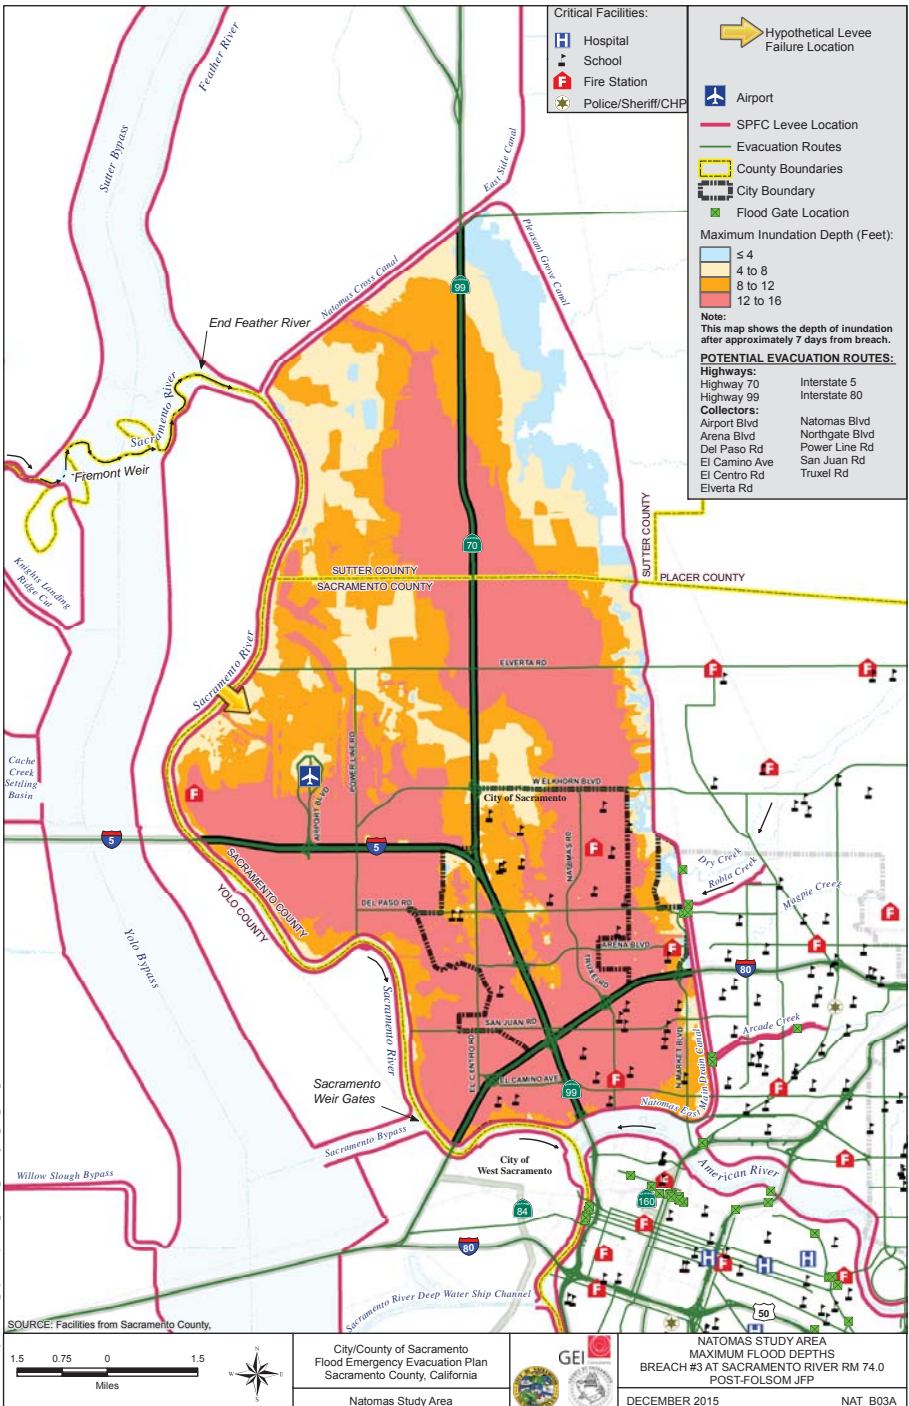 Critical Facilities:
H Hospital
School
F Fire Station
Police/Sheriff/CHP
Hypothetical Levee
Failure Location
Airport
SPFC Levee Location
Evacuation Routes
County Boundaries
City Boundary
Flood Gate Location
Maximum Inundation Depth (Feet):
≤ 4
4 to 8
8 to 12
12 to 16
Note:
This map shows the depth of inundation
after approximately 7 days from breach.
POTENTIAL EVACUATION ROUTES:
Highways:
Highway 70
Highway 99
Interstate 5
Interstate 80
Collectors:
Airport Blvd
Arena Blvd
Del Paso Rd
El Camino Ave
El Centro Rd
Elverta Rd
Natomas Blvd
Northgate Blvd
Power Line Rd
San Juan Rd
Truxel Rd
Feather River
Sutter Bypass
East Side Canal
Pleasant Grove Canal
Natomas Cross Canal
99
End Feather River
Sacramento River
Fremont Weir
Knights Landing
Ridge Cut
70
SUTTER COUNTY
SACRAMENTO COUNTY
SUTTER COUNTY
PLACER COUNTY
Sacramento River
ELVERTA RD
POWER LINE RD
Cache
Creek
Settling
Basin
AIRPORT BLVD
W ELKHORN BLVD
City of Sacramento
NATOMAS RD
5
5
SACRAMENTO COUNTY
YOLO COUNTY
Dry Creek
Robla Creek
Magpie Creek
DEL PASO RD
ARENA BLVD
TRUXEL RD
80
Yolo Bypass
Sacramento River
SAN JUAN RD
Arcade Creek
EL CENTRO RD
N MARKET BLVD
EL CAMINO AVE
Natomas East
Main Drain Canal
99
Sacramento
Weir Gates
Sacramento Bypass
City of
West Sacramento
American River
Willow Slough Bypass
84
160
80
50
Sacramento River Deep Water Ship Channel
SOURCE: Facilities from Sacramento County,
1.5 0.75 0 1.5
Miles
N
W E
S
City/County of Sacramento
Flood Emergency Evacuation Plan
Sacramento County, California
Natomas Study Area
GEI
Consultants
NATOMAS STUDY AREA
MAXIMUM FLOOD DEPTHS
BREACH #3 AT SACRAMENTO RIVER RM 74.0
POST-FOLSOM JFP
DECEMBER 2015 NAT_B03A